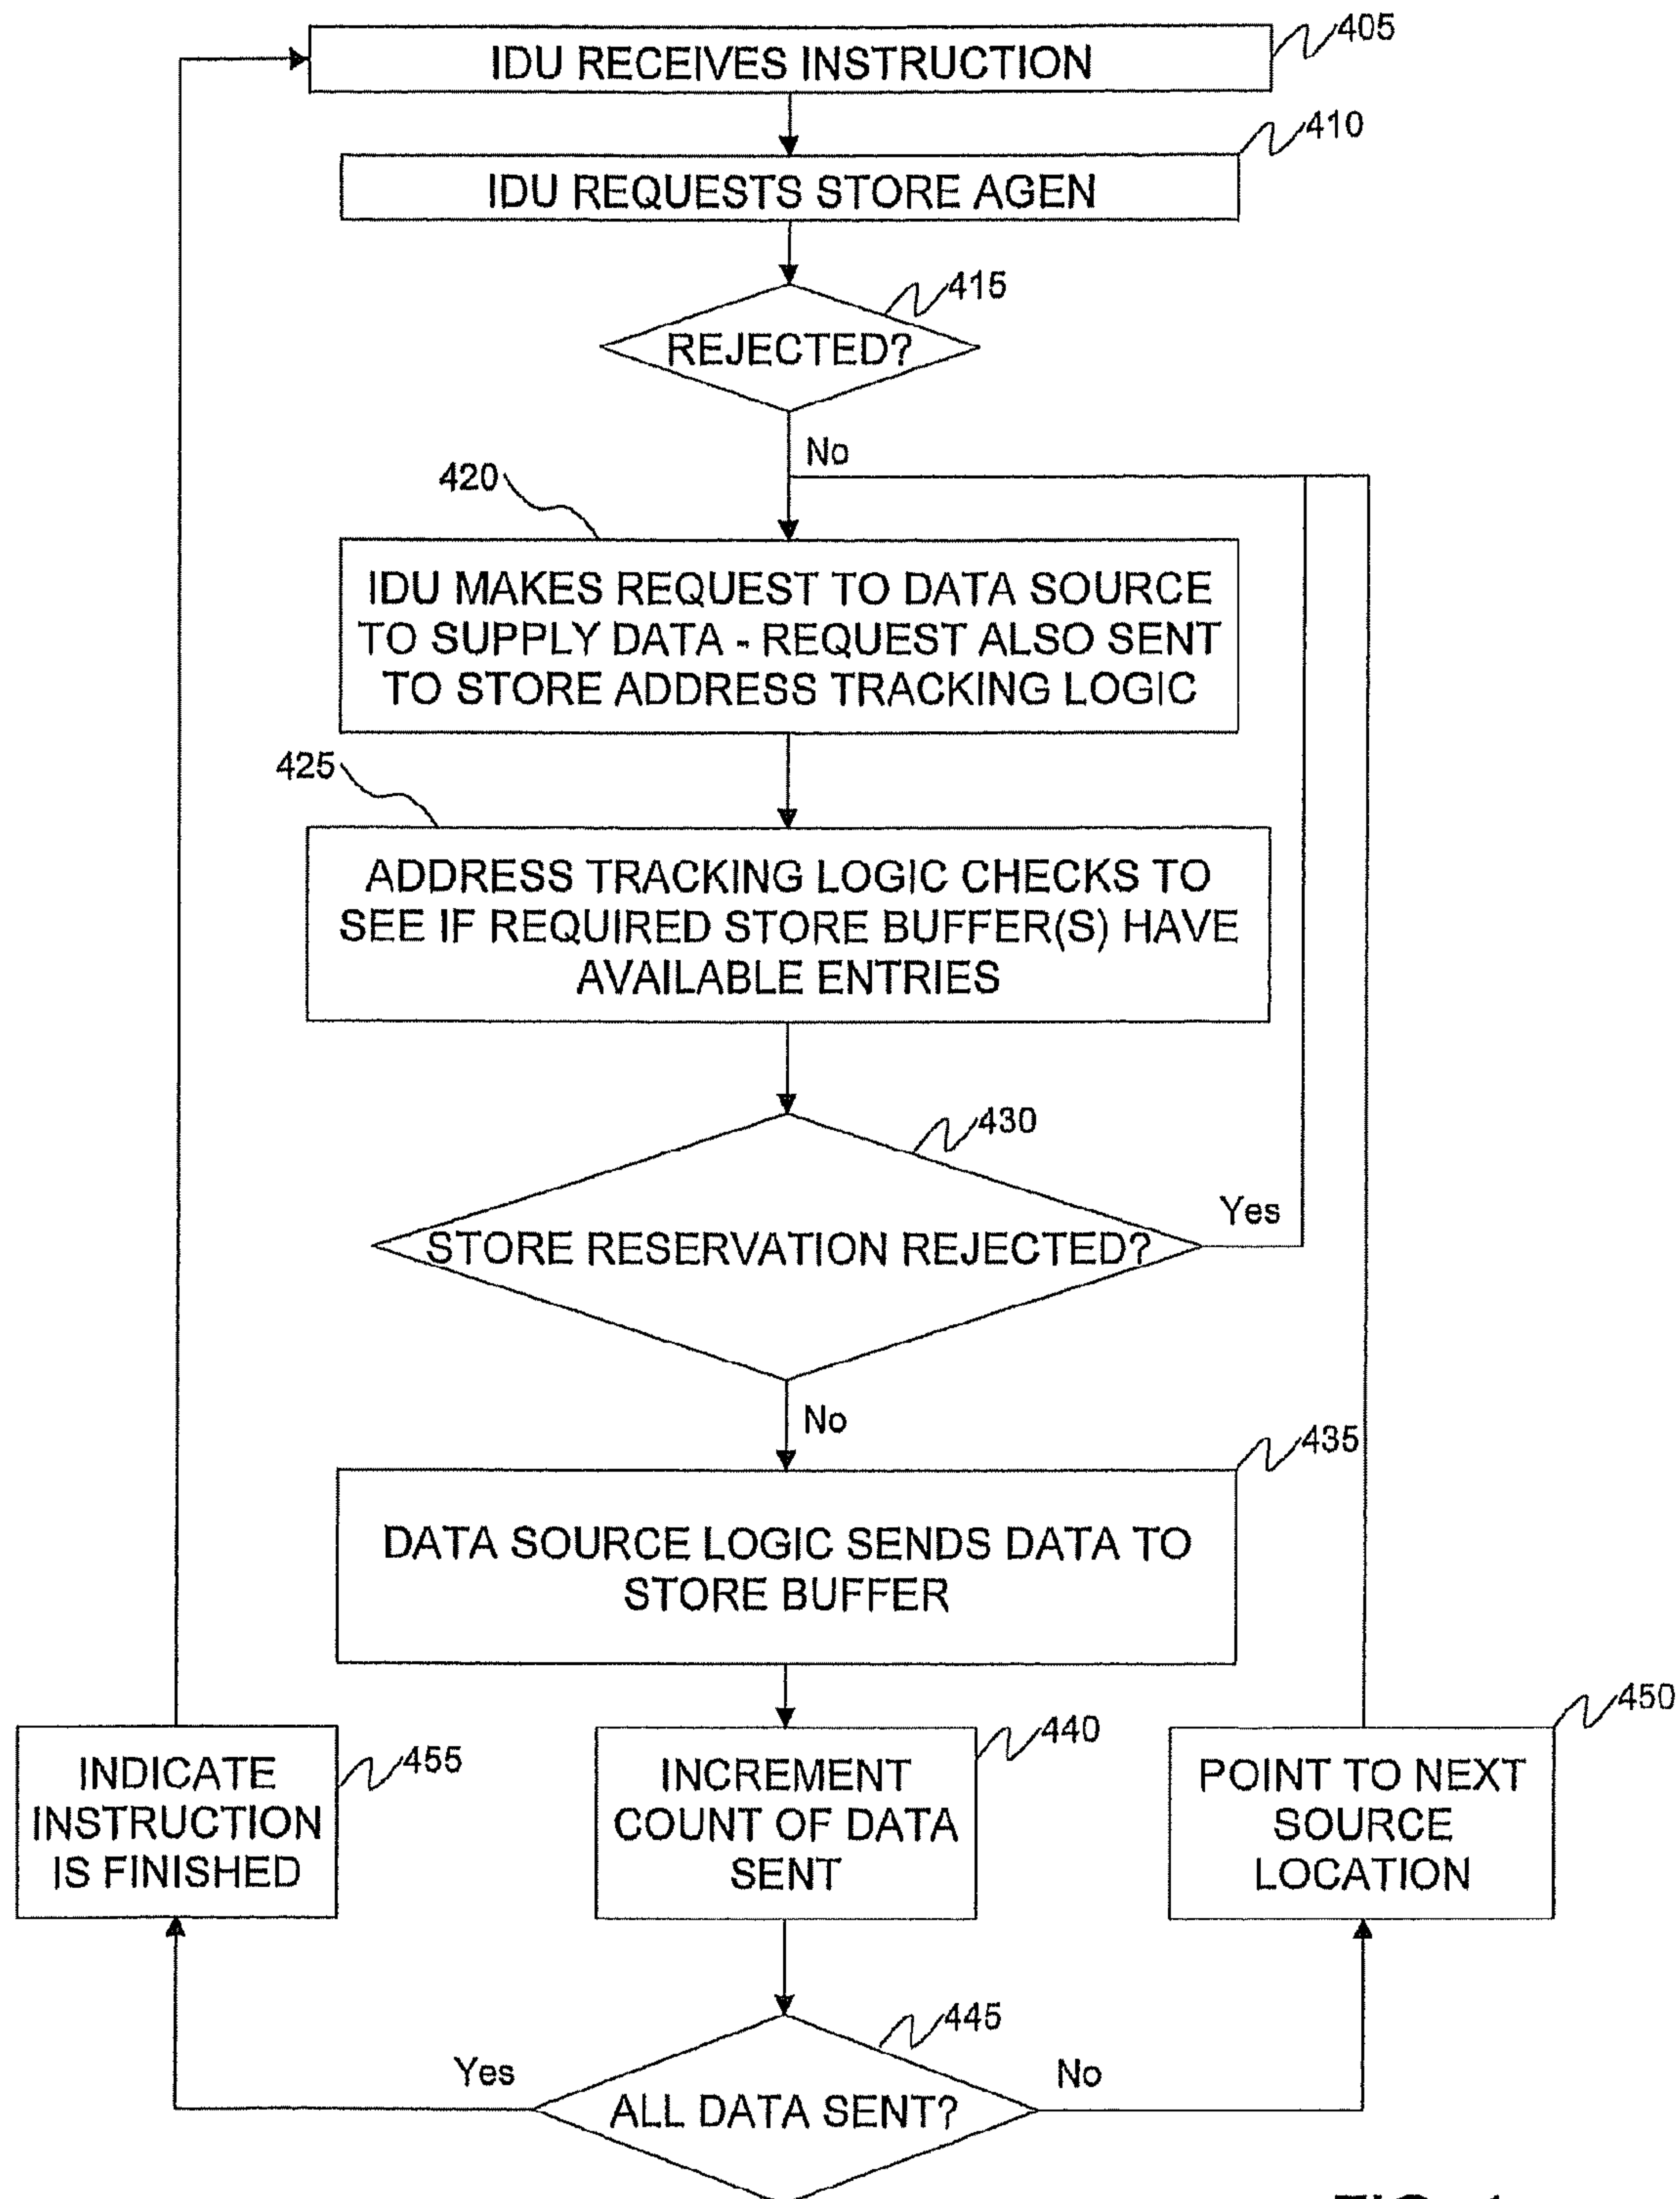 IDU RECEIVES INSTRUCTION
405
IDU REQUESTS STORE AGEN
410
REJECTED?
415
No
420
IDU MAKES REQUEST TO DATA SOURCE
TO SUPPLY DATA - REQUEST ALSO SENT
TO STORE ADDRESS TRACKING LOGIC
425
ADDRESS TRACKING LOGIC CHECKS TO
SEE IF REQUIRED STORE BUFFER(S) HAVE
AVAILABLE ENTRIES
430
STORE RESERVATION REJECTED?
Yes
No
435
DATA SOURCE LOGIC SENDS DATA TO
STORE BUFFER
INDICATE
INSTRUCTION
IS FINISHED
455
INCREMENT
COUNT OF DATA
SENT
440
POINT TO NEXT
SOURCE
LOCATION
450
445
Yes
ALL DATA SENT?
No